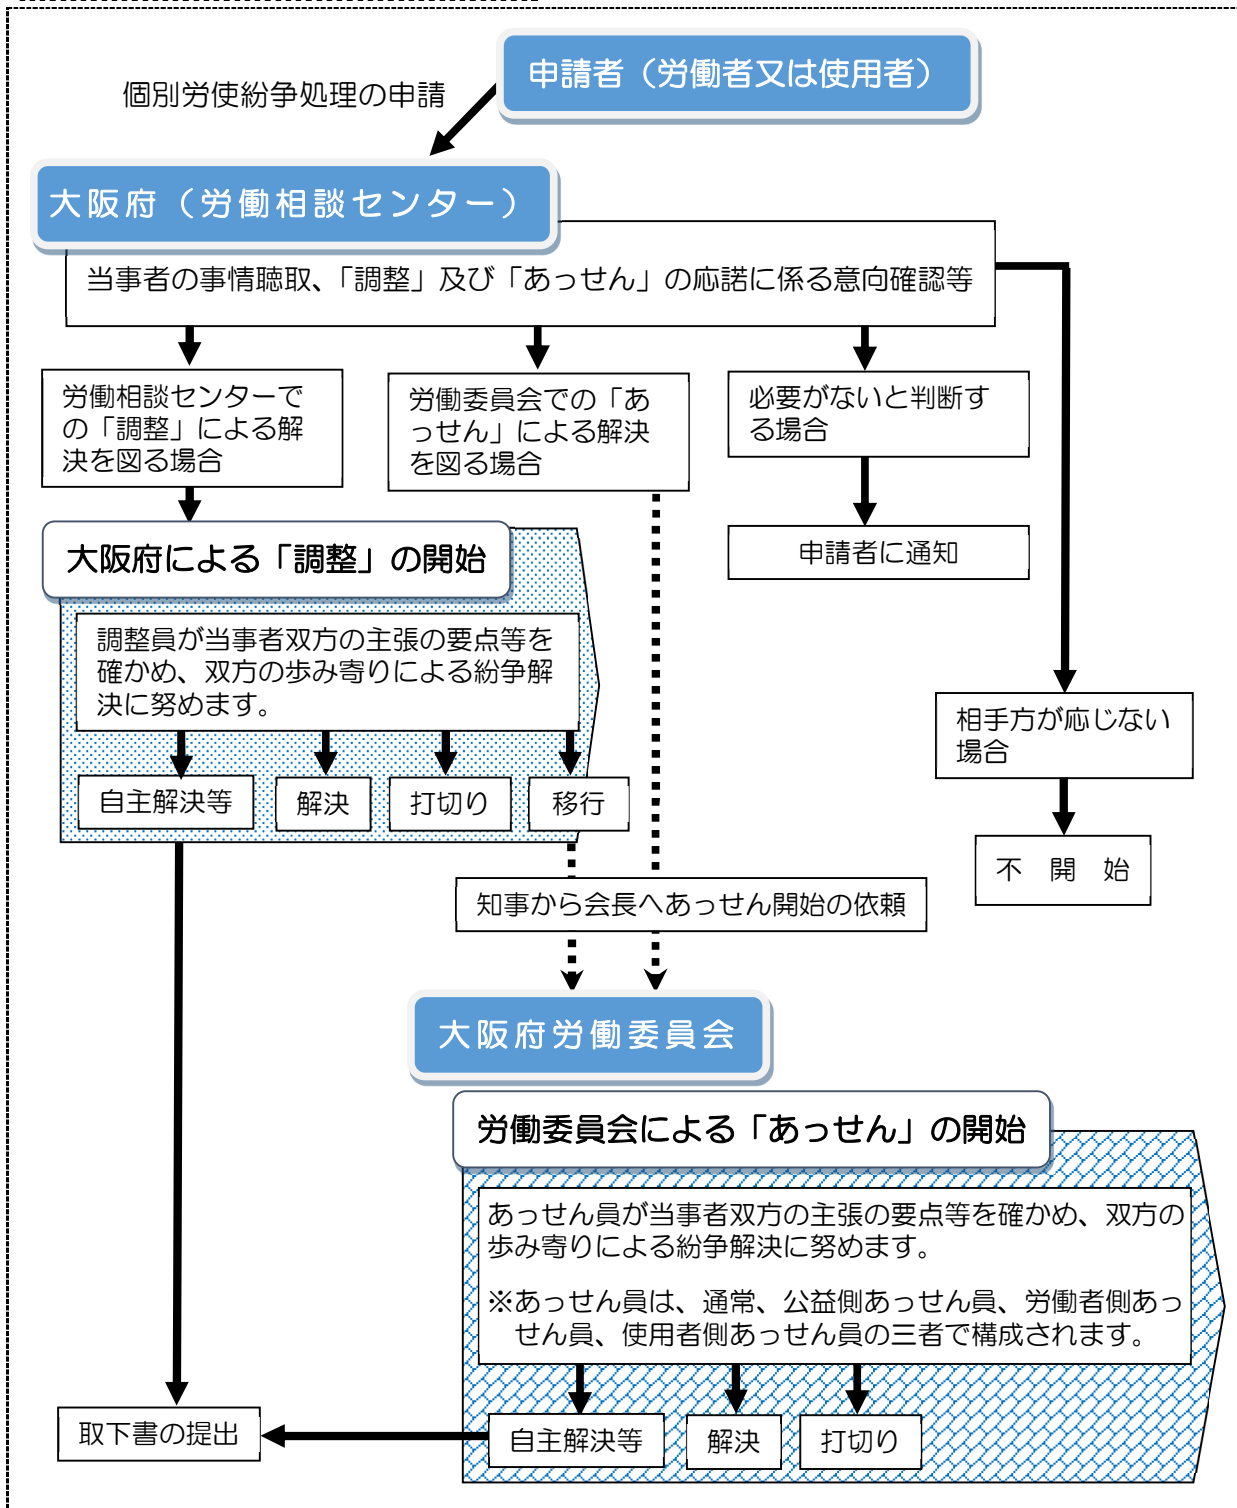 申請者（労働者又は使用者）
個別労使紛争処理の申請
大阪府（労働相談センター）
当事者の事情聴取、「調整」及び「あっせん」の応諾に係る意向確認等
労働相談センターで
の「調整」による解
決を図る場合
労働委員会での「あ
っせん」による解決
を図る場合
必要がないと判断す
る場合
申請者に通知
大阪府による「調整」の開始
調整員が当事者双方の主張の要点等を
確かめ、双方の歩み寄りによる紛争解
決に努めます。
相手方が応じない
場合
自主解決等
解決
打切り
移行
不　開　始
知事から会長へあっせん開始の依頼
大阪府労働委員会
労働委員会による「あっせん」の開始
あっせん員が当事者双方の主張の要点等を確かめ、双方の
歩み寄りによる紛争解決に努めます。
※あっせん員は、通常、公益側あっせん員、労働者側あっ
せん員、使用者側あっせん員の三者で構成されます。
取下書の提出
自主解決等
解決
打切り